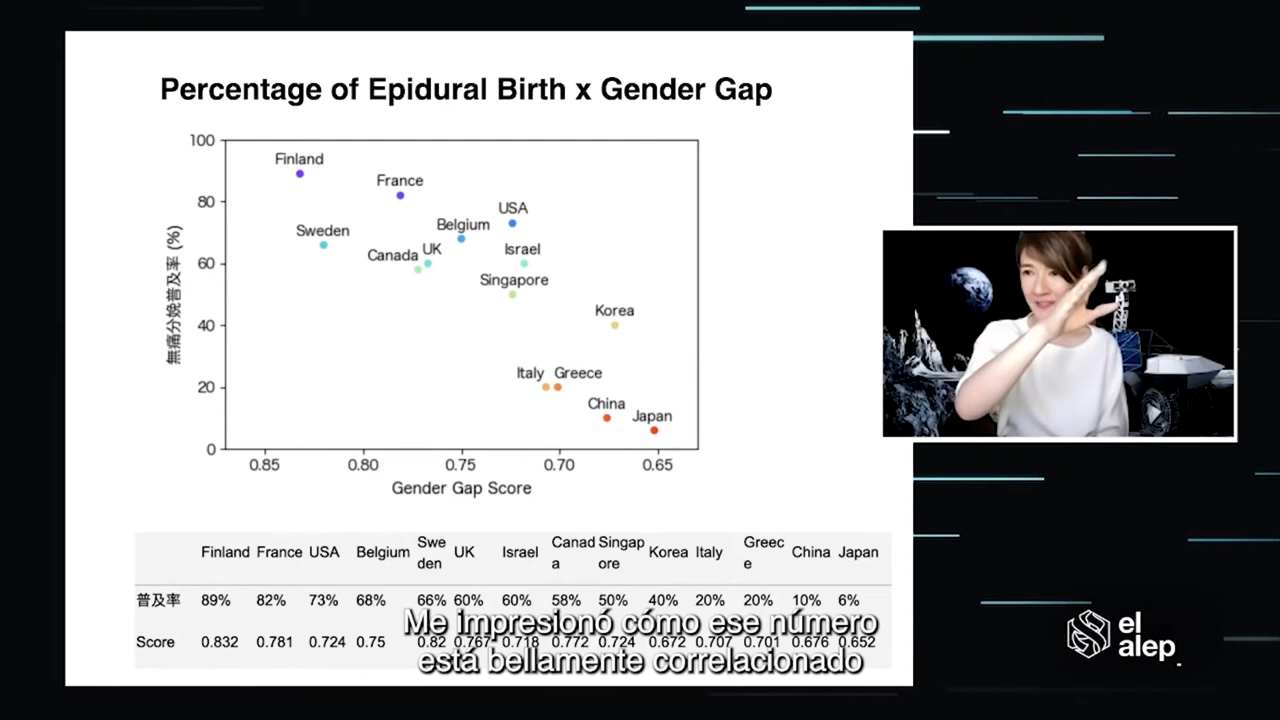 Percentage of Epidural Birth x Gender Gap
100
80
60
40
20
0
無痛分娩普及率 (%)
Finland
France
USA
Sweden
Belgium
Canada
UK
Israel
Singapore
Korea
Italy
Greece
China
Japan
0.85 0.80 0.75 0.70 0.65
Gender Gap Score
Finland France USA Belgium Swe den UK Israel Canad a Singap ore Korea Italy Greec e China Japan
普及率 89% 82% 73% 68% 66% 60% 60% 58% 50% 40% 20% 20% 10% 6%
Score 0.832 0.781 0.724 0.75 0.82 0.767 0.718 0.772 0.724 0.672 0.707 0.701 0.676 0.652
Me impresionó cómo ese número
está bellamente correlacionado
el
alep.